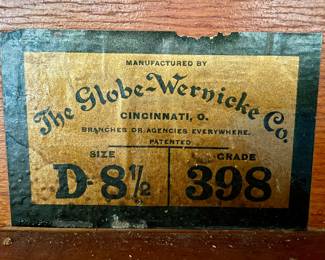 MANUFACTURED BY
The Globe-Wernicke Co.
CINCINNATI, O.
BRANCHES OR AGENCIES EVERYWHERE.
PATENTED
SIZE GRADE
D-8½ 398